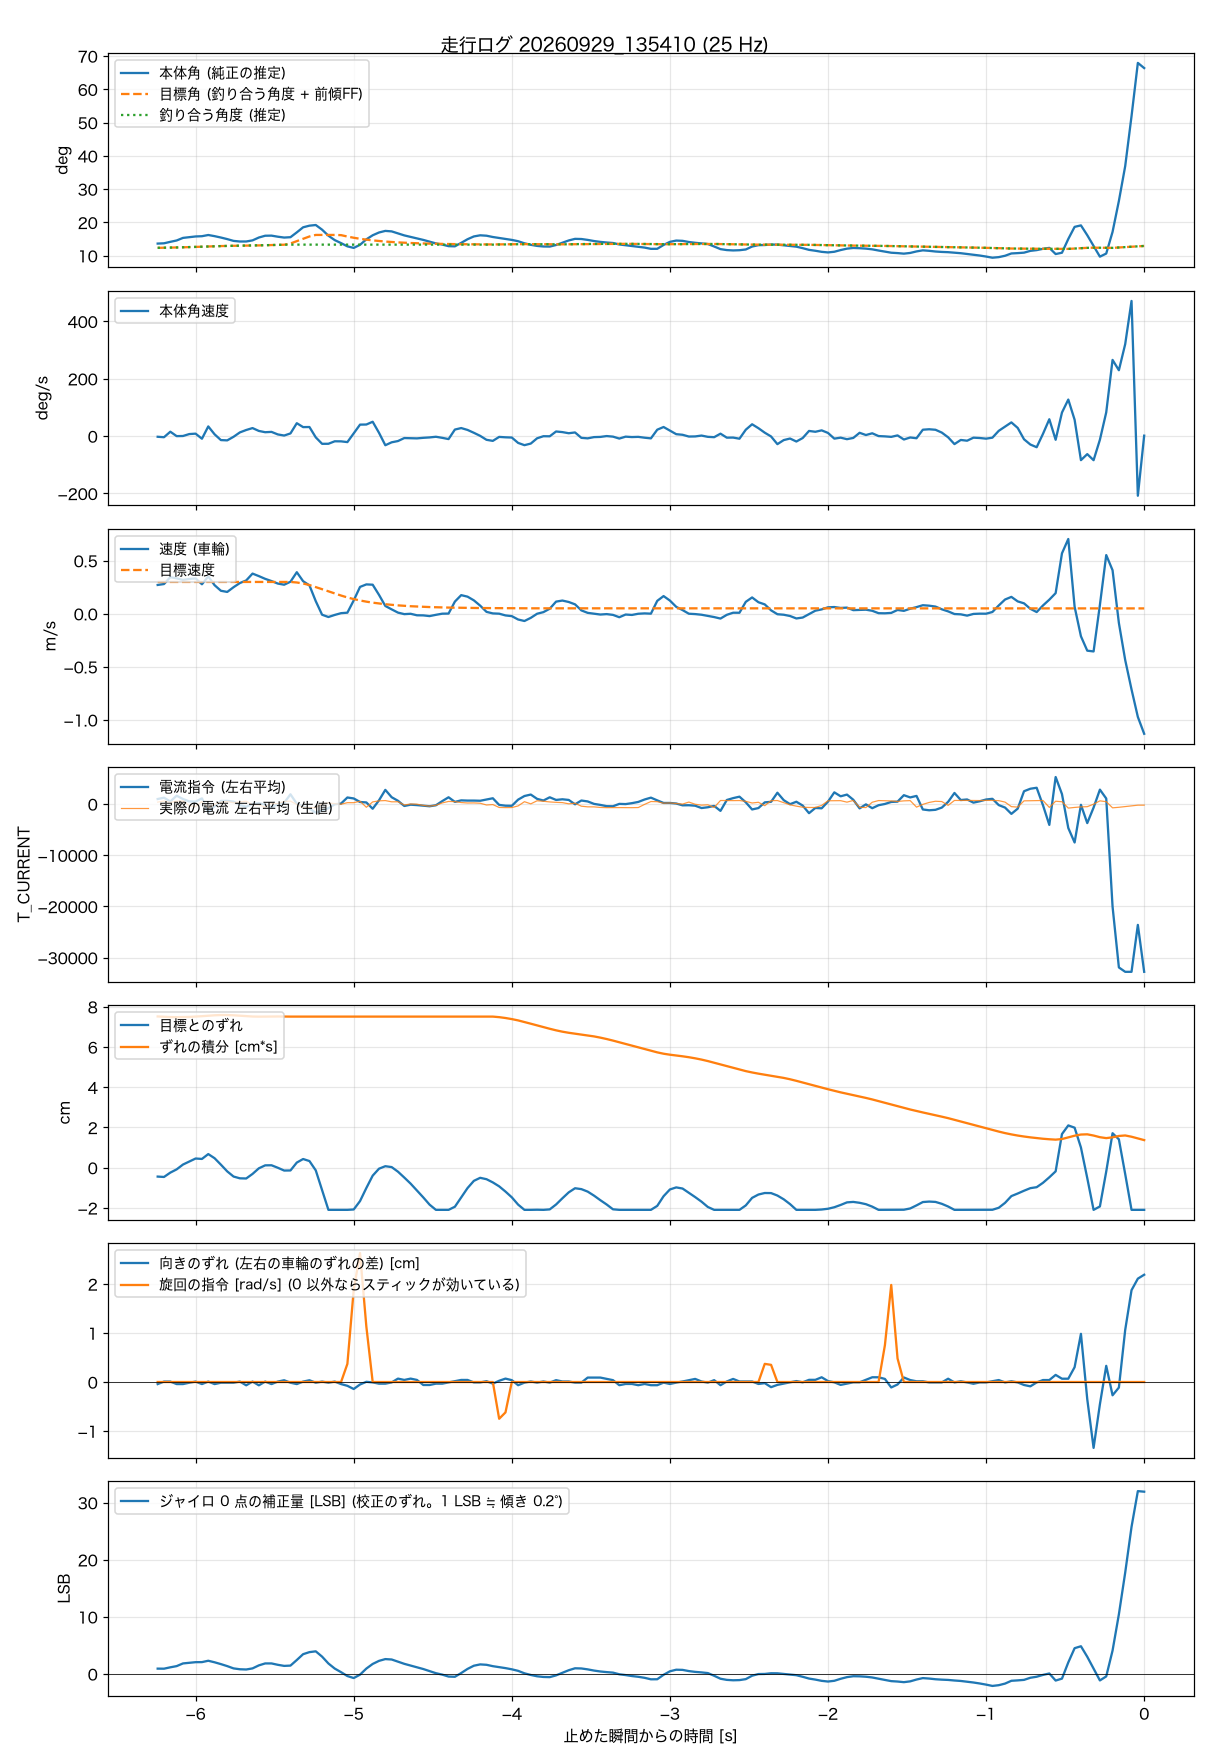 走行ログ 20260929_135410 (25 Hz)
70
60
50
40
30
20
10
deg
本体角 (純正の推定)
目標角 (釣り合う角度 + 前傾FF)
釣り合う角度 (推定)
400
200
0
−200
deg/s
本体角速度
0.5
0.0
−0.5
−1.0
m/s
速度 (車輪)
目標速度
0
−10000
−20000
−30000
T_CURRENT
電流指令 (左右平均)
実際の電流 左右平均 (生値)
8
6
4
2
0
−2
cm
目標とのずれ
ずれの積分 [cm*s]
2
1
0
−1
向きのずれ (左右の車輪のずれの差) [cm]
旋回の指令 [rad/s] (0 以外ならスティックが効いている)
30
20
10
0
LSB
ジャイロ 0 点の補正量 [LSB] (校正のずれ。1 LSB ≒ 傾き 0.2°)
−6 −5 −4 −3 −2 −1 0
止めた瞬間からの時間 [s]